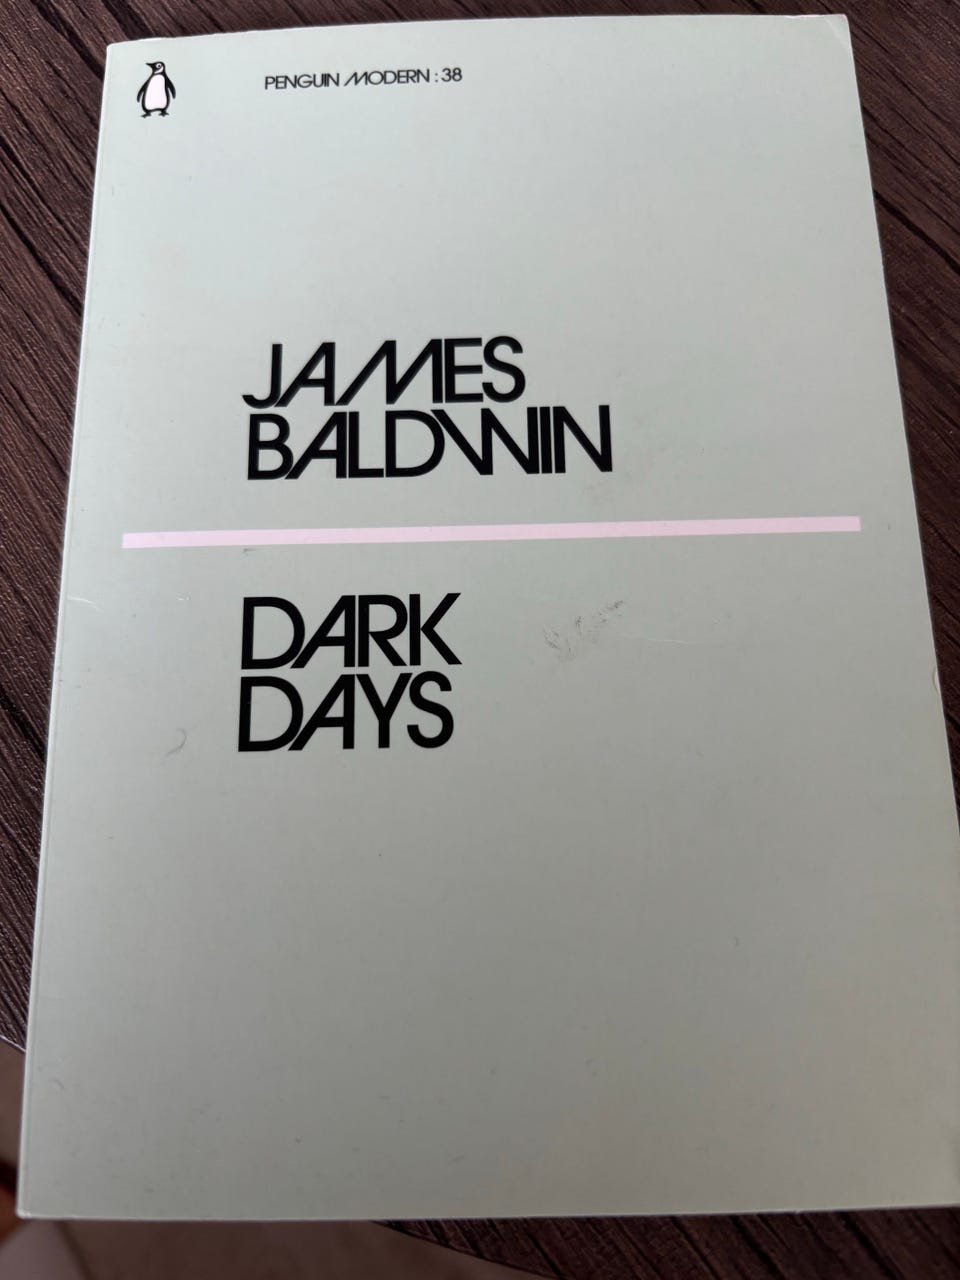 PENGUIN MODERN : 38
JAMES
BALDWIN
DARK
DAYS